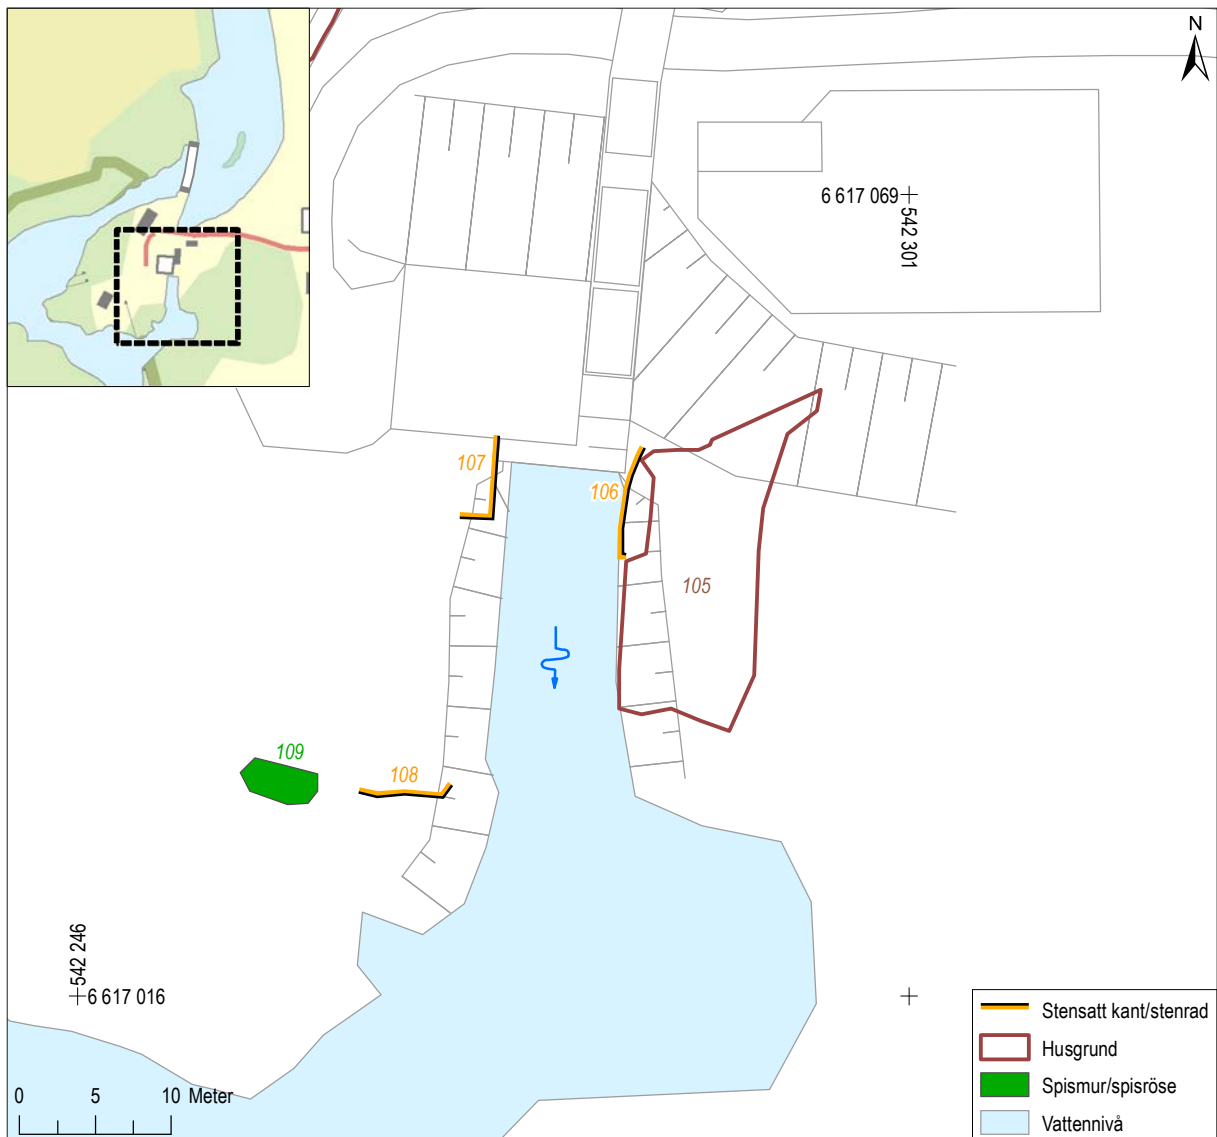 N
6 617 069
542 301
107
106
105
109
108
542 246
6 617 016
0 5 10 Meter
Stensatt kant/stenrad
Husgrund
Spismur/spisröse
Vattennivå